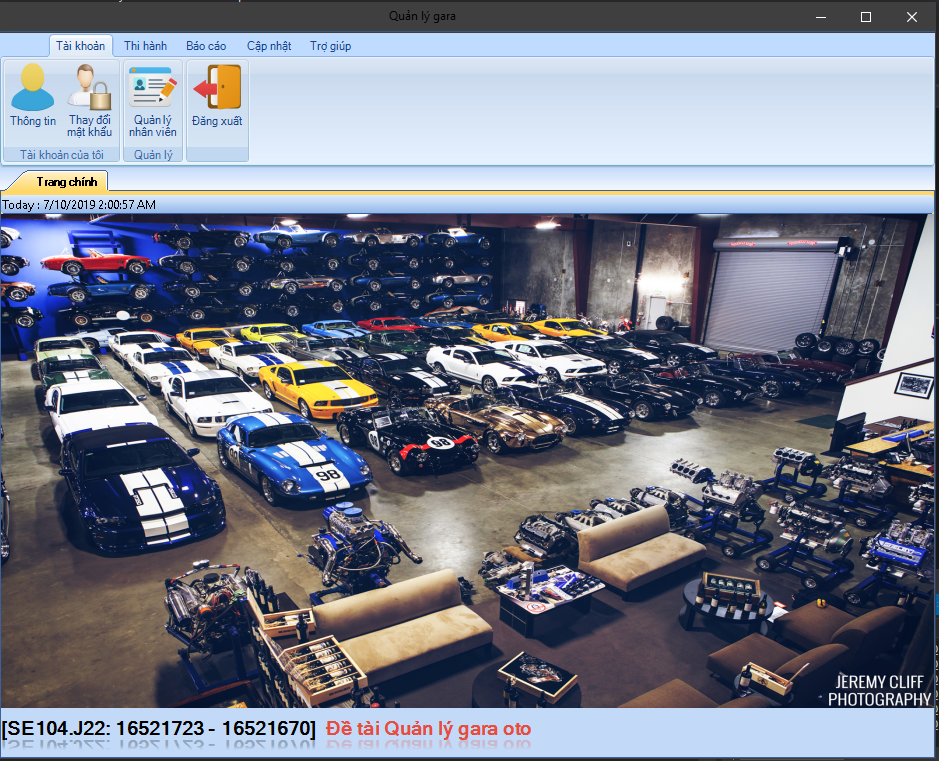 Quản lý gara
Tài khoản Thi hành Báo cáo Cập nhật Trợ giúp
Thông tin
Thay đổi
mật khẩu
Quản lý
nhân viên
Đăng xuất
Tài khoản của tôi
Quản lý
Trang chính
Today : 7/10/2019 2:00:57 AM
98
98
JEREMY CLIFF
PHOTOGRAPHY
[SE104.J22: 16521723 - 16521670] Đề tài Quản lý gara oto